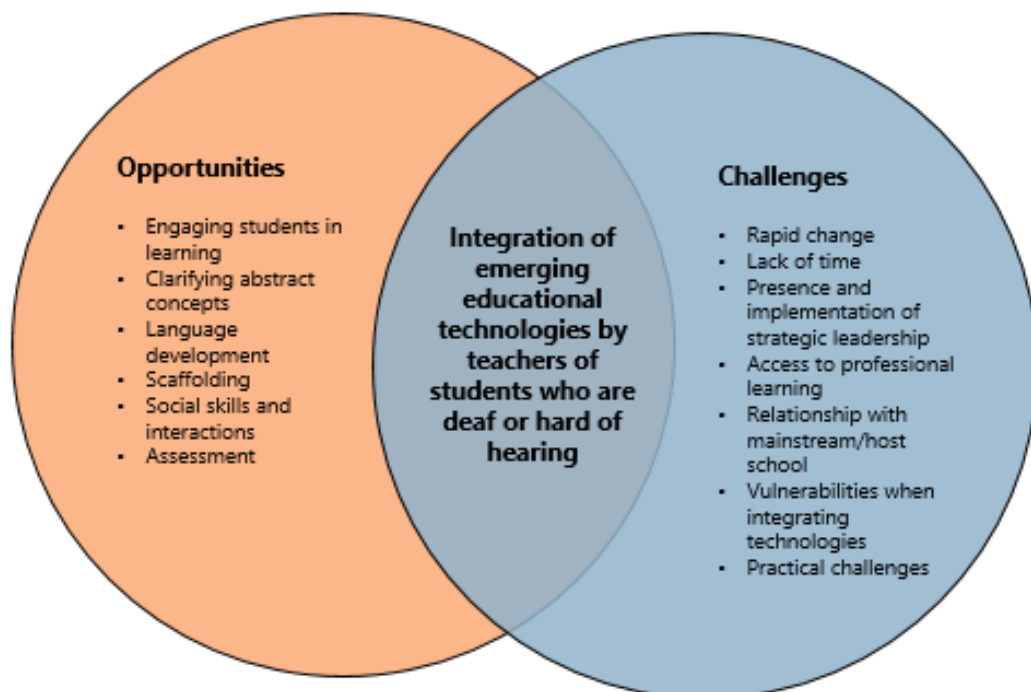 Opportunities
• Engaging students in
learning
• Clarifying abstract
concepts
• Language
development
• Scaffolding
• Social skills and
interactions
• Assessment
Integration of
emerging
educational
technologies by
teachers of
students who are
deaf or hard of
hearing
Challenges
• Rapid change
• Lack of time
• Presence and
implementation of
strategic leadership
• Access to professional
learning
• Relationship with
mainstream/host
school
• Vulnerabilities when
integrating
technologies
• Practical challenges